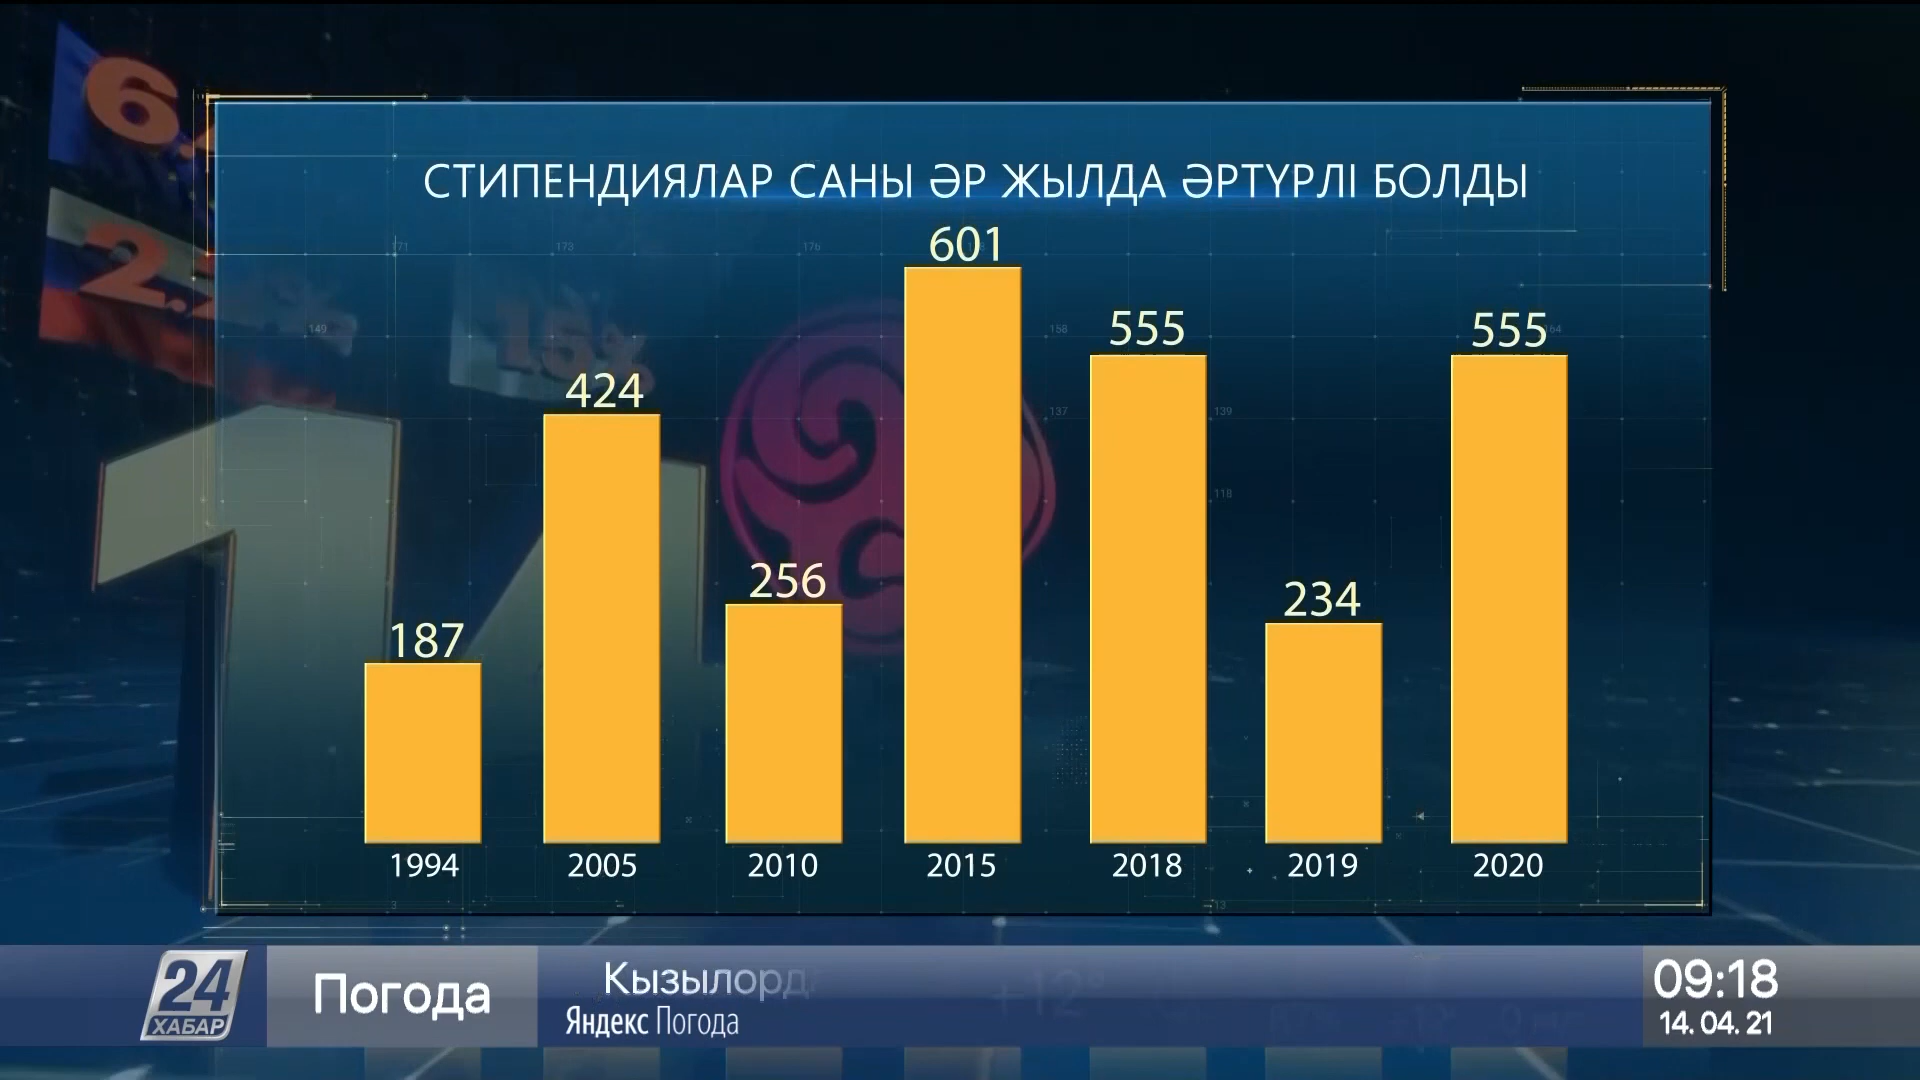 СТИПЕНДИЯЛАР САНЫ ӘР ЖЫЛДА ӘРТҮРЛІ БОЛДЫ
601
555
555
424
256
234
187
1994 2005 2010 2015 2018 2019 2020
24
ХАБАР
Погода
Яндекс Погода
+12°
09:18
14. 04. 21